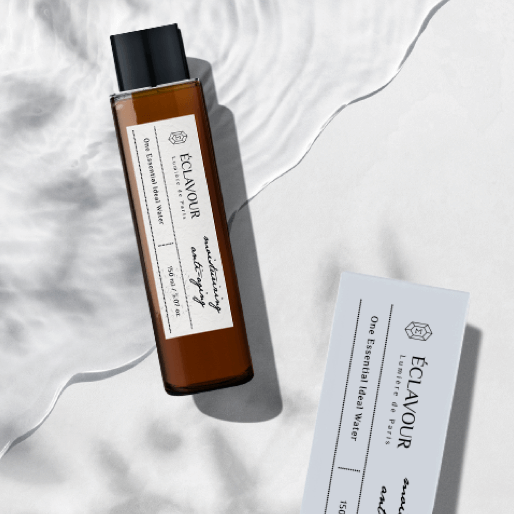 ÉCLAVOUR
Lumière de Paris
moisturizing
anti-aging
One Essential Ideal Water
150 ml / 5.07 oz.
ÉCLAVOUR
Lumière de Paris
One Essential Ideal Water